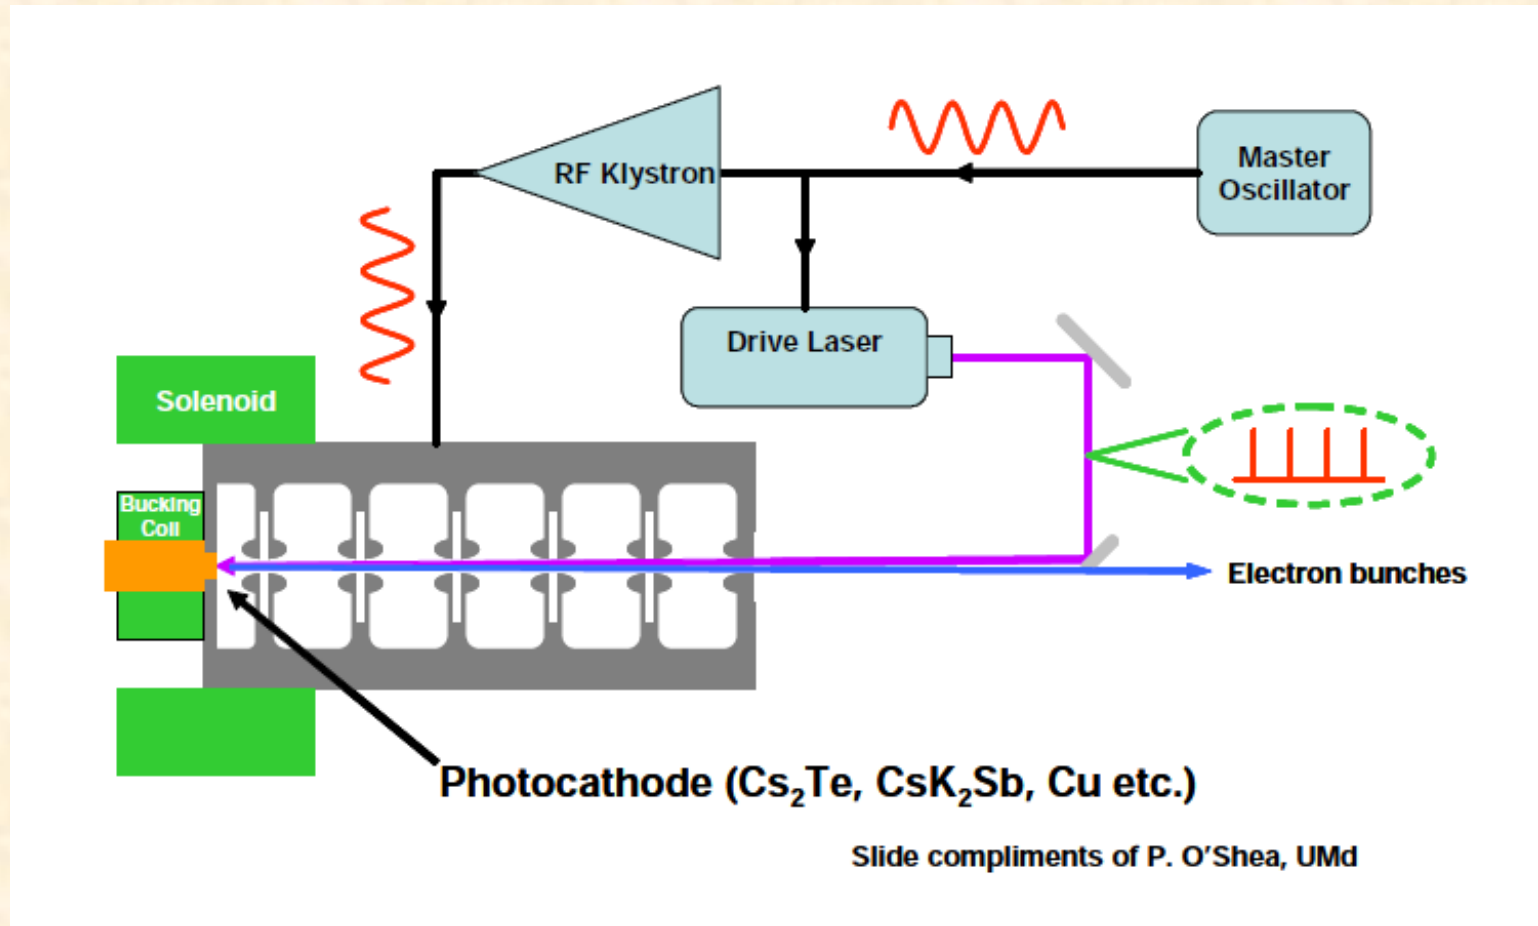 RF Klystron
Master
Oscillator
Drive Laser
Solenoid
Bucking
Coil
Electron bunches
Photocathode (Cs₂Te, CsK₂Sb, Cu etc.)
Slide compliments of P. O'Shea, UMd